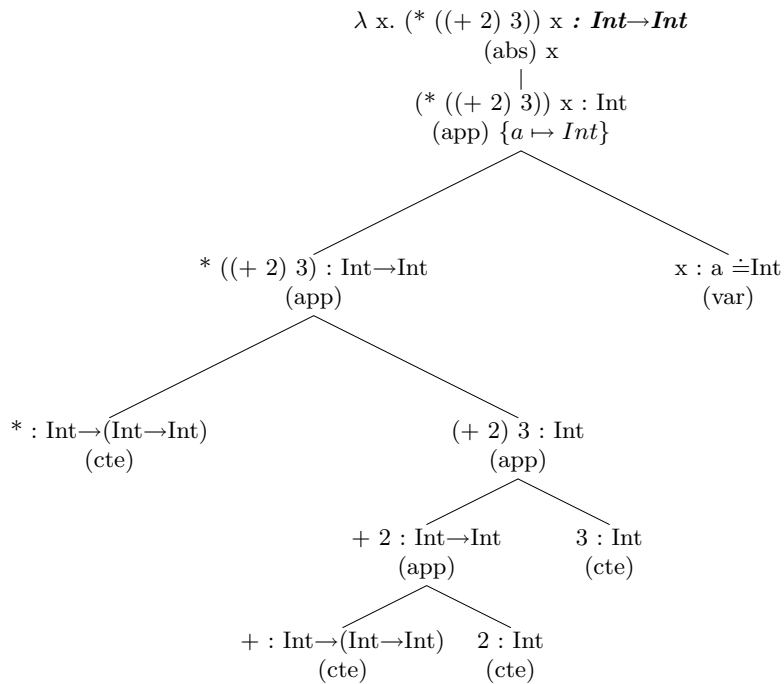 λ x. (* ((+ 2) 3)) x : Int→Int
(abs) x
(* ((+ 2) 3)) x : Int
(app) {a ↦ Int}
* ((+ 2) 3) : Int→Int
(app)
x : a ≐Int
(var)
* : Int→(Int→Int)
(cte)
(+ 2) 3 : Int
(app)
+ 2 : Int→Int
(app)
3 : Int
(cte)
+ : Int→(Int→Int)
(cte)
2 : Int
(cte)